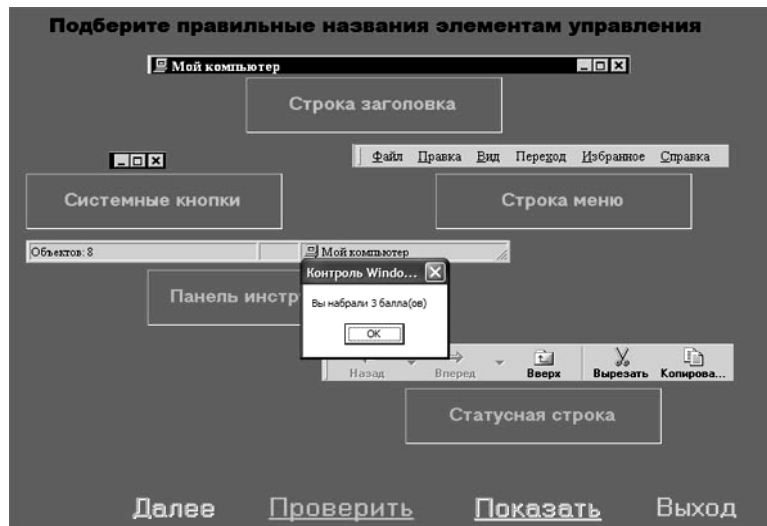 Подберите правильные названия элементам управления
Мой компьютер
Строка заголовка
Файл Правка Вид Переход Избранное Справка
Системные кнопки
Строка меню
Объектов: 8
Мой компьютер
Контроль Windo...
Панель инстр
Вы набрали 3 балла(ов)
OK
Назад Вперед Вверх Вырезать Копирова...
Статусная строка
Далее Проверить Показать Выход